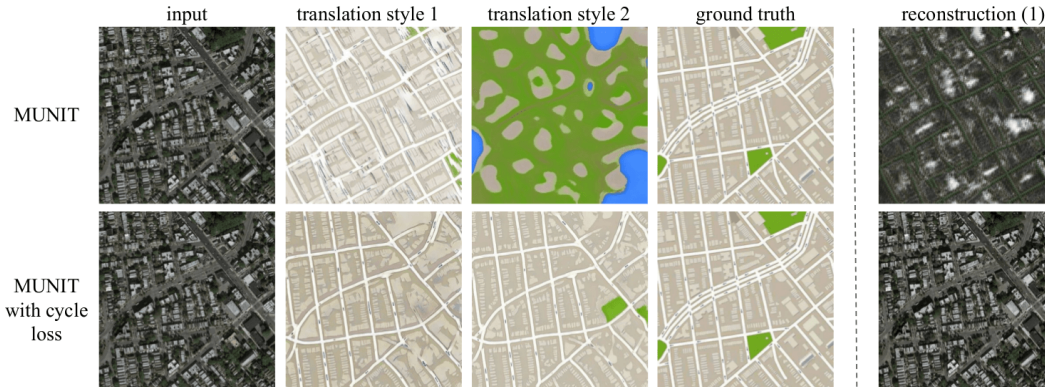 input translation style 1 translation style 2 ground truth reconstruction (1)
MUNIT
MUNIT
with cycle
loss